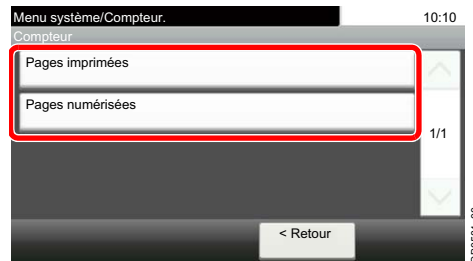 Menu système/Compteur.
10:10
Compteur
Pages imprimées
Pages numérisées
1/1
< Retour